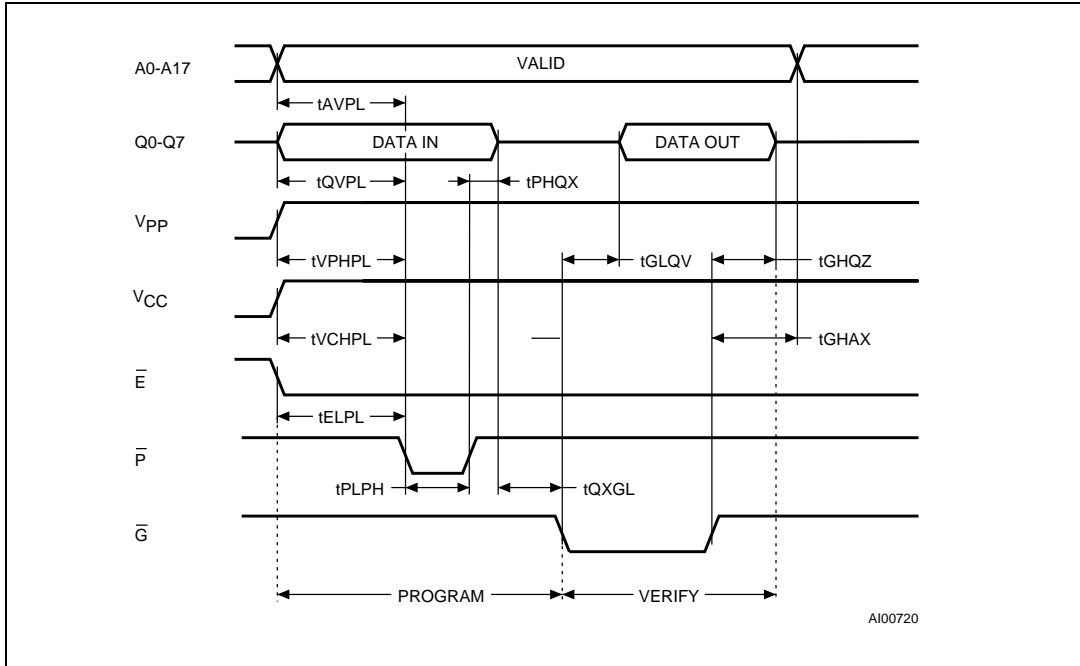 A0-A17
VALID
tAVPL
Q0-Q7
DATA IN
DATA OUT
tQVPL
tPHQX
VPP
tVPHPL
tGLQV
tGHQZ
VCC
tVCHPL
tGHAX
E̅
tELPL
P̅
tPLPH
tQXGL
G̅
PROGRAM
VERIFY
AI00720